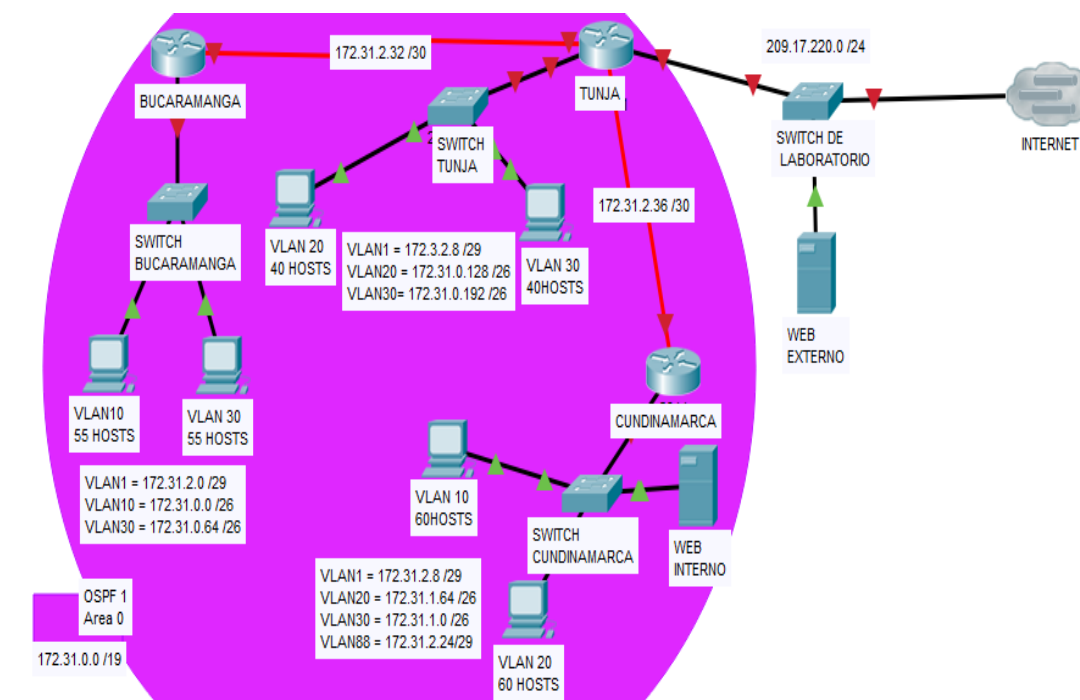 172.31.2.32 /30
209.17.220.0 /24
BUCARAMANGA
TUNJA
SWITCH DE
LABORATORIO
INTERNET
SWITCH
TUNJA
172.31.2.36 /30
SWITCH
BUCARAMANGA
VLAN 20
40 HOSTS
VLAN1 = 172.3.2.8 /29
VLAN20 = 172.31.0.128 /26
VLAN30= 172.31.0.192 /26
VLAN 30
40HOSTS
WEB
EXTERNO
VLAN10
55 HOSTS
VLAN 30
55 HOSTS
CUNDINAMARCA
VLAN1 = 172.31.2.0 /29
VLAN10 = 172.31.0.0 /26
VLAN30 = 172.31.0.64 /26
VLAN 10
60HOSTS
SWITCH
CUNDINAMARCA
WEB
INTERNO
VLAN1 = 172.31.2.8 /29
VLAN20 = 172.31.1.64 /26
VLAN30 = 172.31.1.0 /26
VLAN88 = 172.31.2.24/29
OSPF 1
Area 0
172.31.0.0 /19
VLAN 20
60 HOSTS